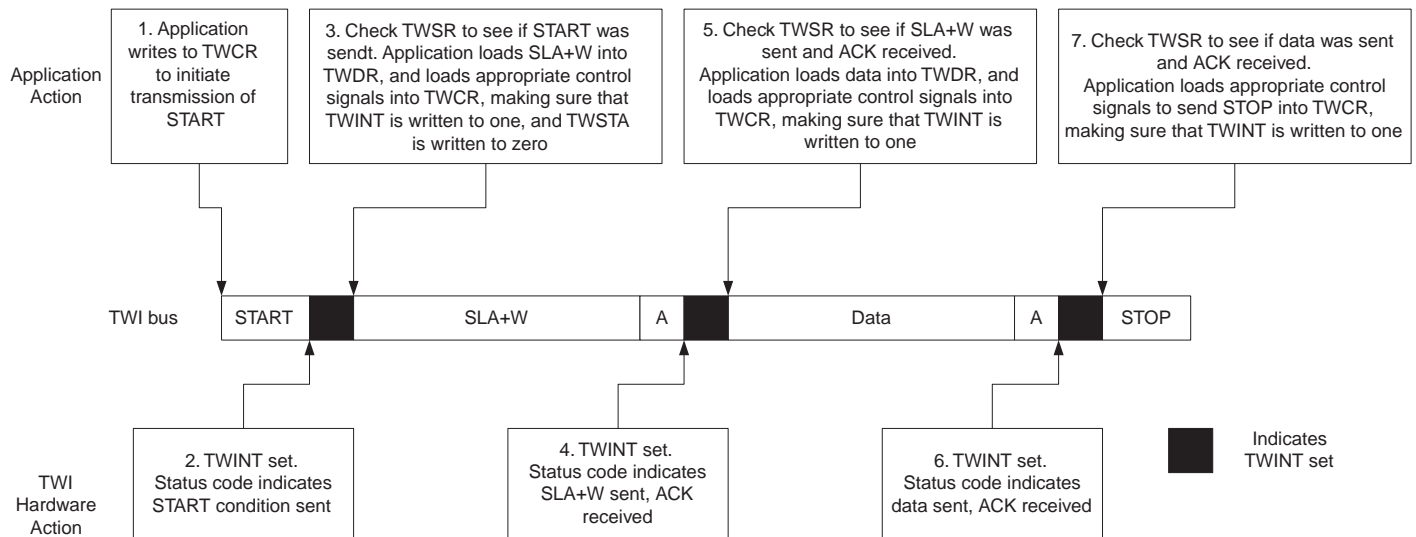 Application
Action
1. Application
writes to TWCR
to initiate
transmission of
START
3. Check TWSR to see if START was
sendt. Application loads SLA+W into
TWDR, and loads appropriate control
signals into TWCR, making sure that
TWINT is written to one, and TWSTA
is written to zero
5. Check TWSR to see if SLA+W was
sent and ACK received.
Application loads data into TWDR, and
loads appropriate control signals into
TWCR, making sure that TWINT is
written to one
7. Check TWSR to see if data was sent
and ACK received.
Application loads appropriate control
signals to send STOP into TWCR,
making sure that TWINT is written to one
TWI bus
START
SLA+W
A
Data
A
STOP
TWI
Hardware
Action
2. TWINT set.
Status code indicates
START condition sent
4. TWINT set.
Status code indicates
SLA+W sent, ACK
received
6. TWINT set.
Status code indicates
data sent, ACK received
Indicates
TWINT set